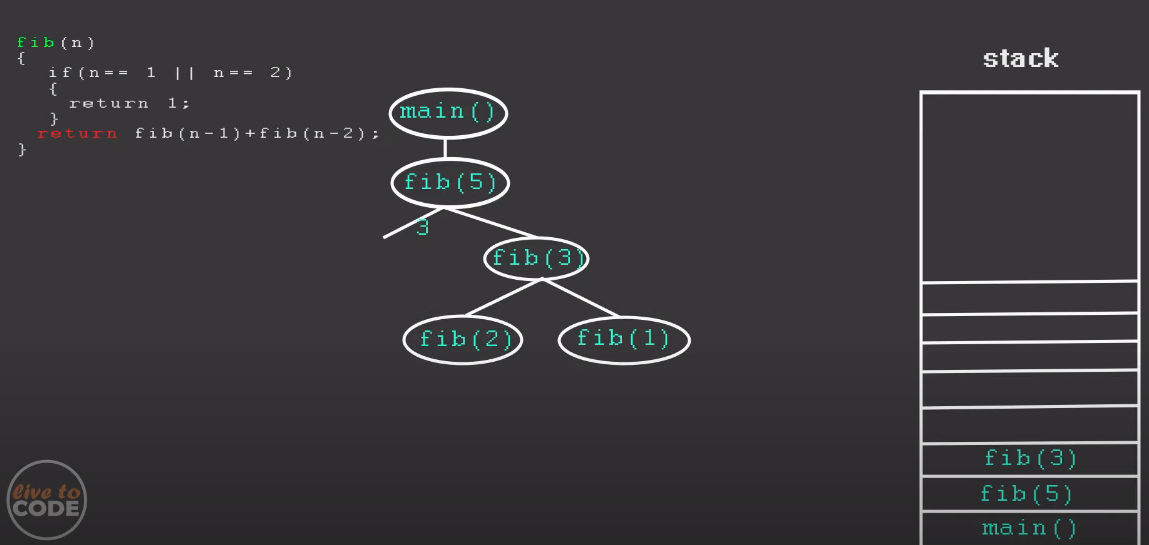 fib(n)
{
if(n== 1 || n== 2)
{
return 1;
}
return fib(n-1)+fib(n-2);
}
main()
fib(5)
3
fib(3)
fib(2) fib(1)
stack
fib(3)
fib(5)
main()
live to
CODE